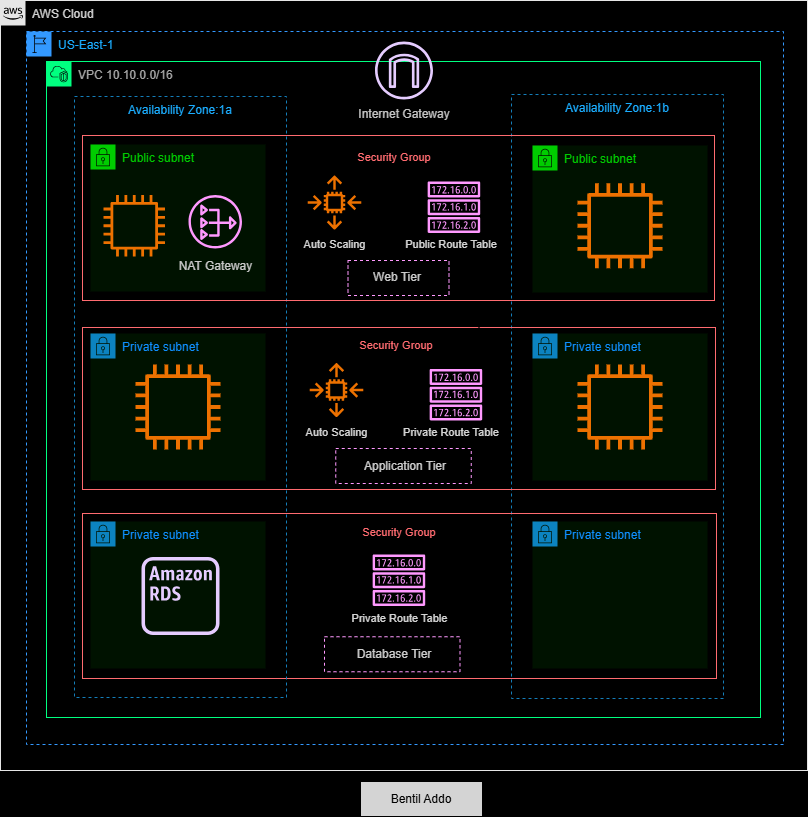 aws
AWS Cloud
US-East-1
VPC 10.10.0.0/16
Internet Gateway
Availability Zone:1a
Availability Zone:1b
Public subnet
Security Group
Public subnet
172.16.0.0
172.16.1.0
172.16.2.0
NAT Gateway
Auto Scaling
Public Route Table
Web Tier
Private subnet
Security Group
Private subnet
172.16.0.0
172.16.1.0
172.16.2.0
Auto Scaling
Private Route Table
Application Tier
Private subnet
Security Group
Private subnet
Amazon
RDS
172.16.0.0
172.16.1.0
172.16.2.0
Private Route Table
Database Tier
Bentil Addo